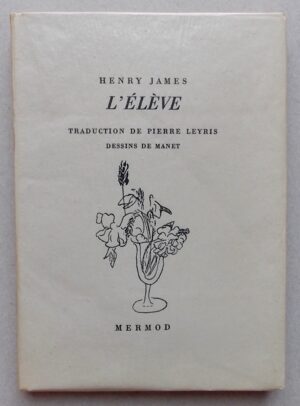 HENRY JAMES
L'ÉLÈVE
TRADUCTION DE PIERRE LEYRIS
DESSINS DE MANET
MERMOD